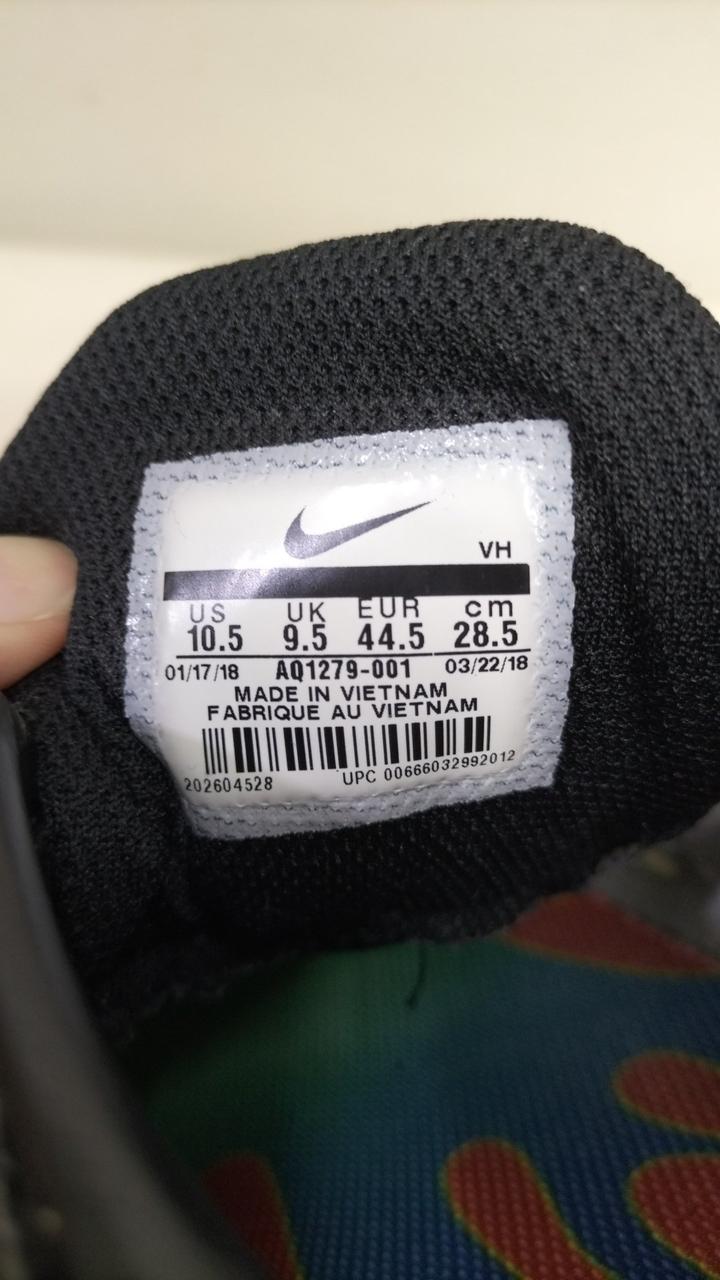 VH
US UK EUR cm
10.5 9.5 44.5 28.5
01/17/18 AQ1279-001 03/22/18
MADE IN VIETNAM
FABRIQUE AU VIETNAM
202604528 UPC 00666032992012